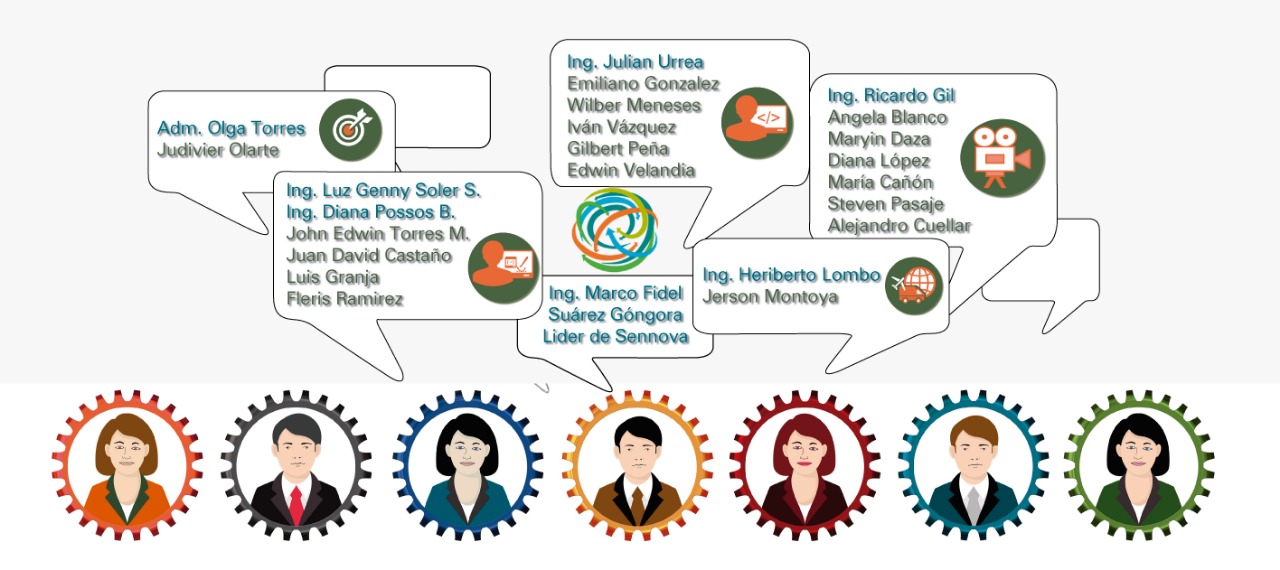 Adm. Olga Torres
Judivier Olarte
Ing. Luz Genny Soler S.
Ing. Diana Possos B.
John Edwin Torres M.
Juan David Castaño
Luis Granja
Fleris Ramirez
Ing. Marco Fidel
Suárez Góngora
Lider de Sennova
Ing. Julian Urrea
Emiliano Gonzalez
Wilber Meneses
Iván Vázquez
Gilbert Peña
Edwin Velandia
</>
Ing. Heriberto Lombo
Jerson Montoya
Ing. Ricardo Gil
Angela Blanco
Maryin Daza
Diana López
María Cañón
Steven Pasaje
Alejandro Cuellar